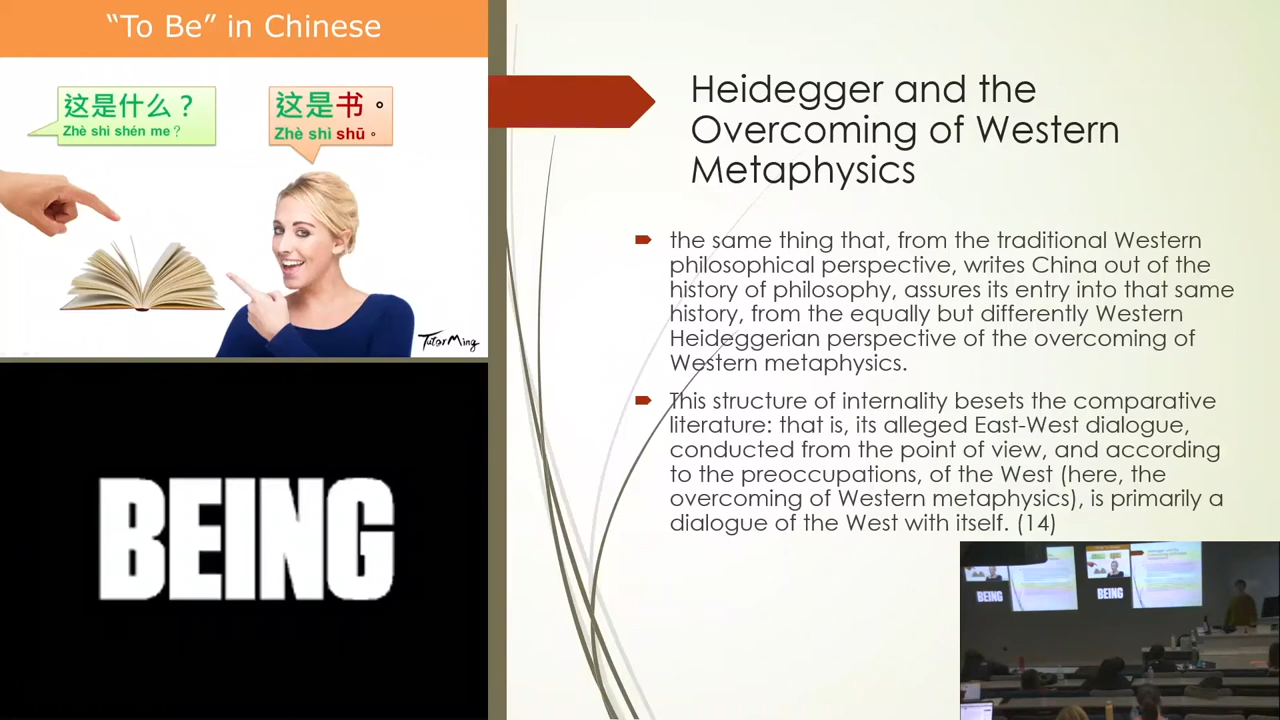 “To Be” in Chinese
这是什么？
Zhè shì shén me？
这是书。
Zhè shì shū。
TutorMing
BEING
Heidegger and the
Overcoming of Western
Metaphysics
the same thing that, from the traditional Western
philosophical perspective, writes China out of the
history of philosophy, assures its entry into that same
history, from the equally but differently Western
Heideggerian perspective of the overcoming of
Western metaphysics.
This structure of internality besets the comparative
literature: that is, its alleged East-West dialogue,
conducted from the point of view, and according
to the preoccupations, of the West (here, the
overcoming of Western metaphysics), is primarily a
dialogue of the West with itself. (14)
BEING
BEING